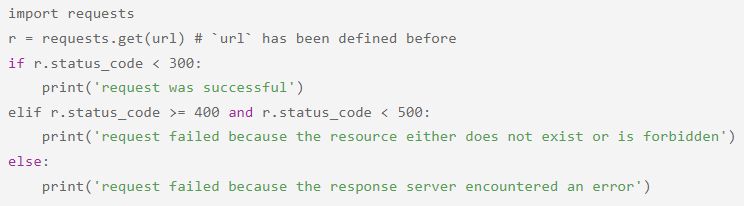 import requests
r = requests.get(url) # `url` has been defined before
if r.status_code < 300:
    print('request was successful')
elif r.status_code >= 400 and r.status_code < 500:
    print('request failed because the resource either does not exist or is forbidden')
else:
    print('request failed because the response server encountered an error')